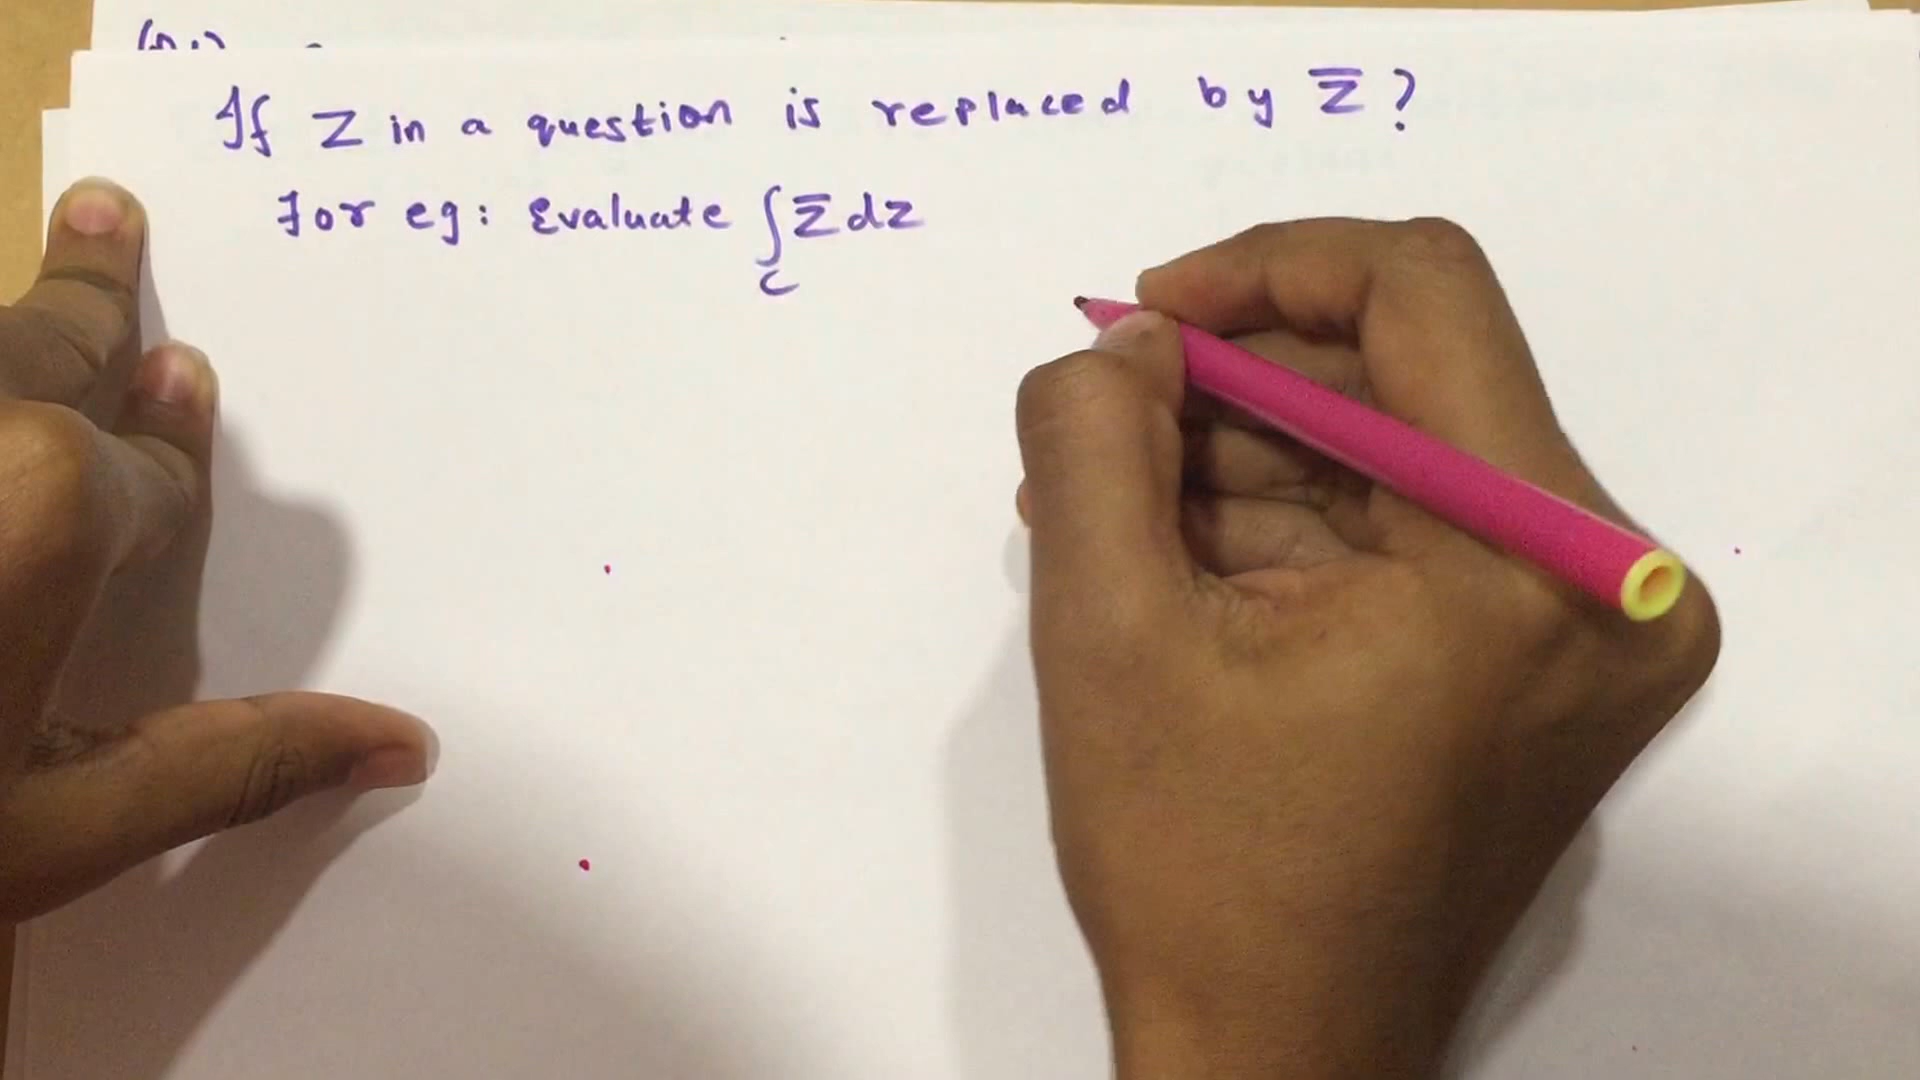 If Z in a question is replaced by z̅?
For eg: Evaluate ∫_C z̅ dz